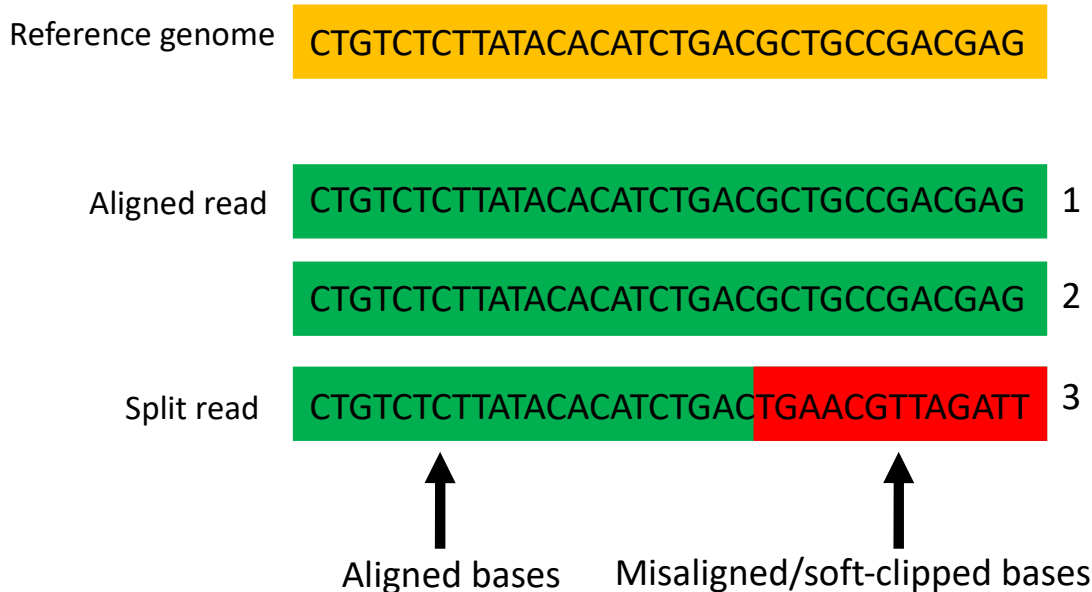 Reference genome CTGTCTCTTATACACATCTGACGCTGCCGACGAG
Aligned read CTGTCTCTTATACACATCTGACGCTGCCGACGAG 1
CTGTCTCTTATACACATCTGACGCTGCCGACGAG 2
Split read CTGTCTCTTATACACATCTGACTGAACGTTAGATT 3
Aligned bases Misaligned/soft-clipped bases